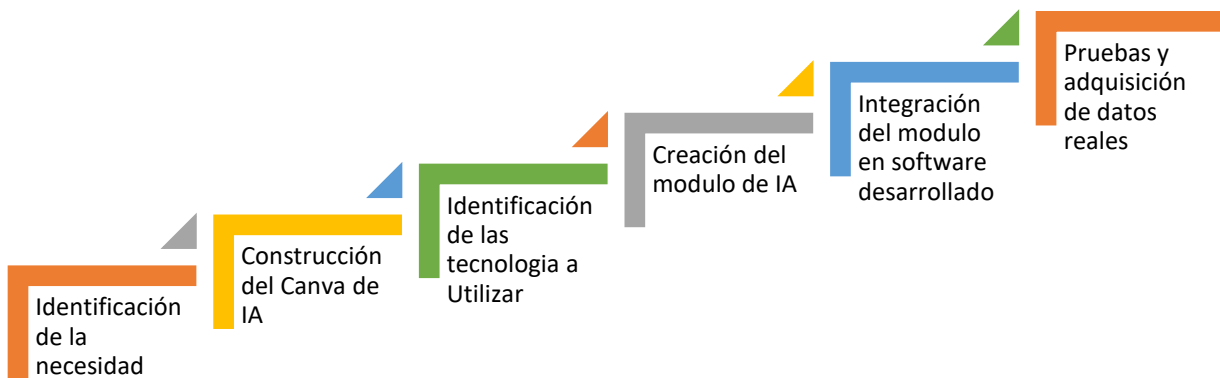 Identificación
de la
necesidad
Construcción
del Canva de
IA
Identificación
de las
tecnologia a
Utilizar
Creación del
modulo de IA
Integración
del modulo
en software
desarrollado
Pruebas y
adquisición
de datos
reales